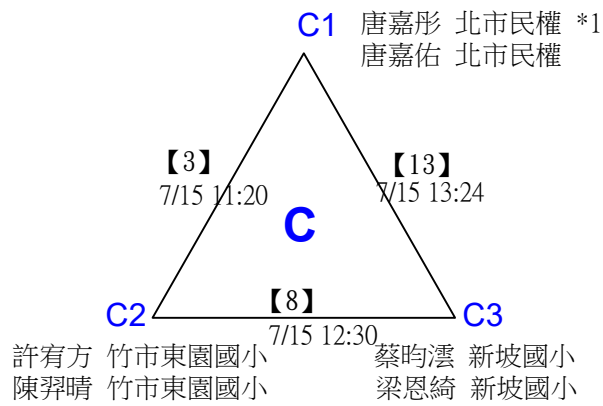 C1 唐嘉彤 北市民權 *1
唐嘉佑 北市民權
【3】 【13】
7/15 11:20 7/15 13:24
C
【8】
C2 C3
7/15 12:30
許宥方 竹市東園國小 蔡昀澐 新坡國小
陳羿晴 竹市東園國小 梁恩綺 新坡國小